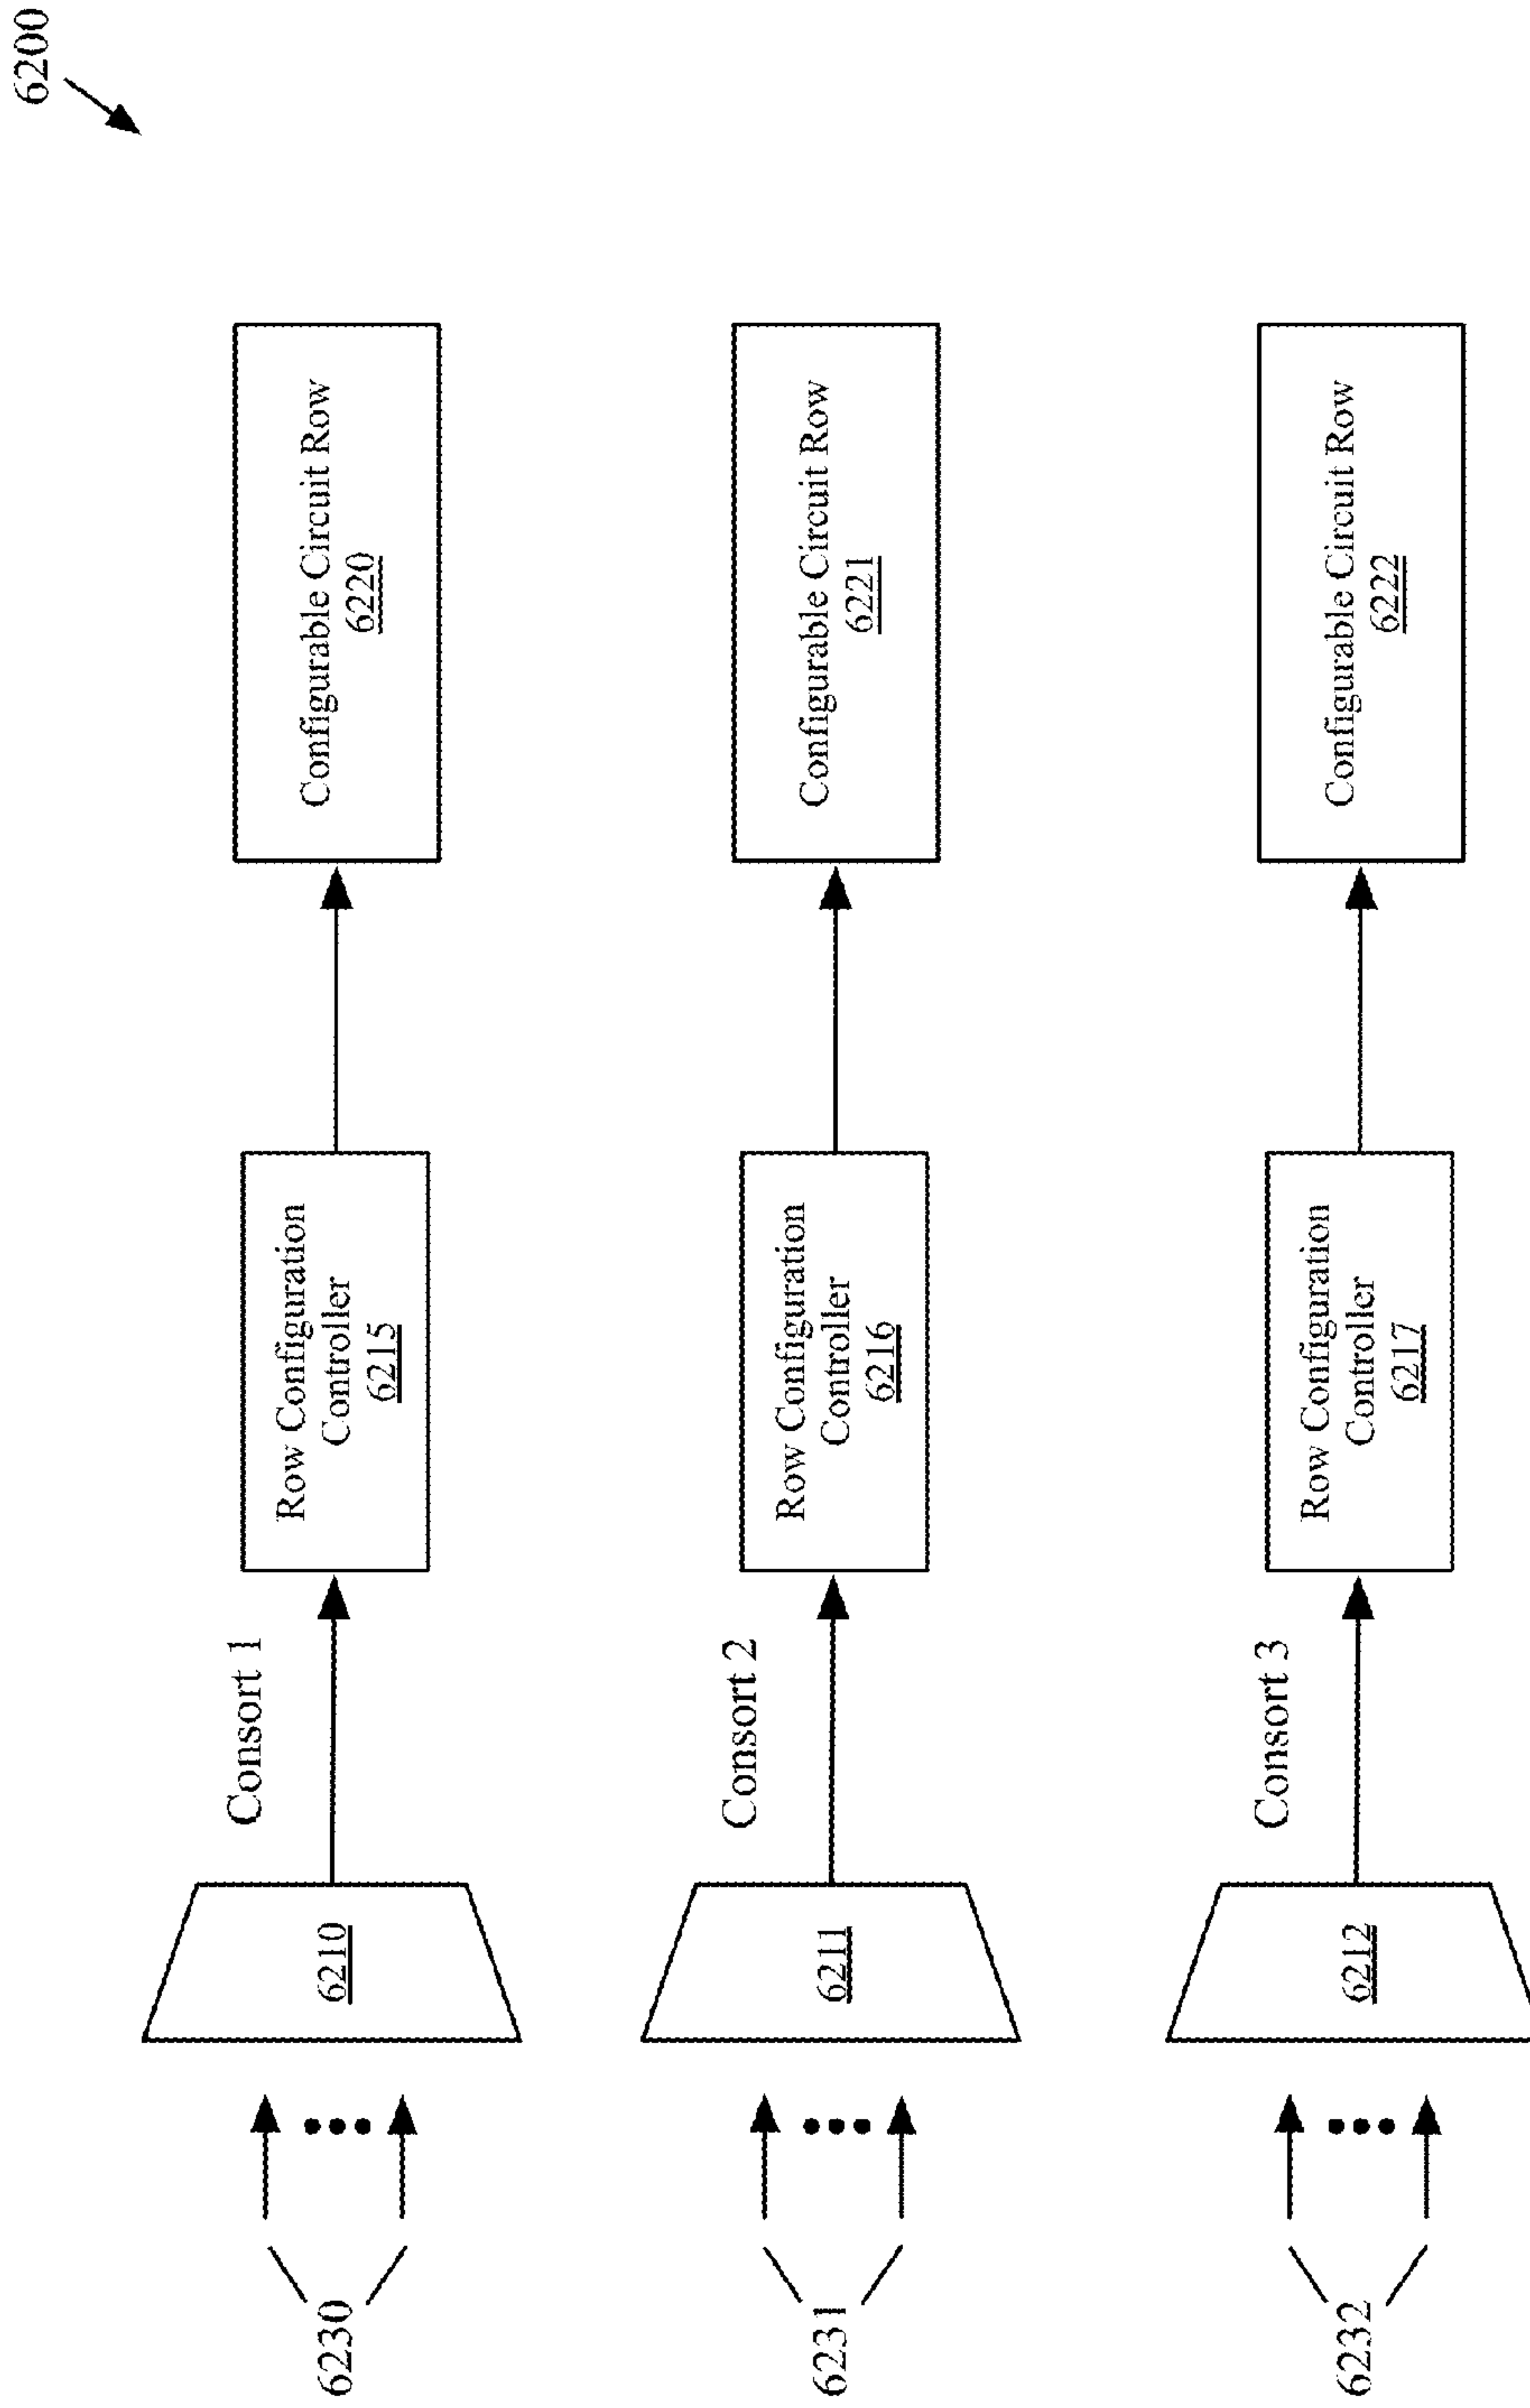 6200
6230
6210
Consort 1
Row Configuration
Controller
6215
Configurable Circuit Row
6220
6231
6211
Consort 2
Row Configuration
Controller
6216
Configurable Circuit Row
6221
6232
6212
Consort 3
Row Configuration
Controller
6217
Configurable Circuit Row
6222